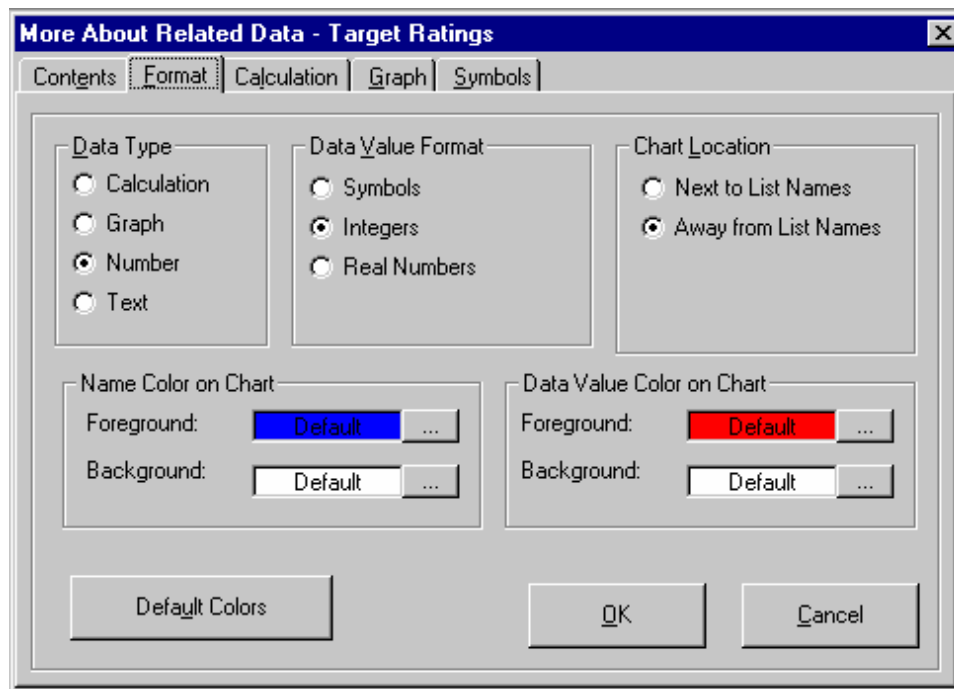 More About Related Data - Target Ratings
Contents Format Calculation Graph Symbols
Data Type
Calculation
Graph
Number
Text
Data Value Format
Symbols
Integers
Real Numbers
Chart Location
Next to List Names
Away from List Names
Name Color on Chart
Foreground: Default ...
Background: Default ...
Data Value Color on Chart
Foreground: Default ...
Background: Default ...
Default Colors
OK
Cancel